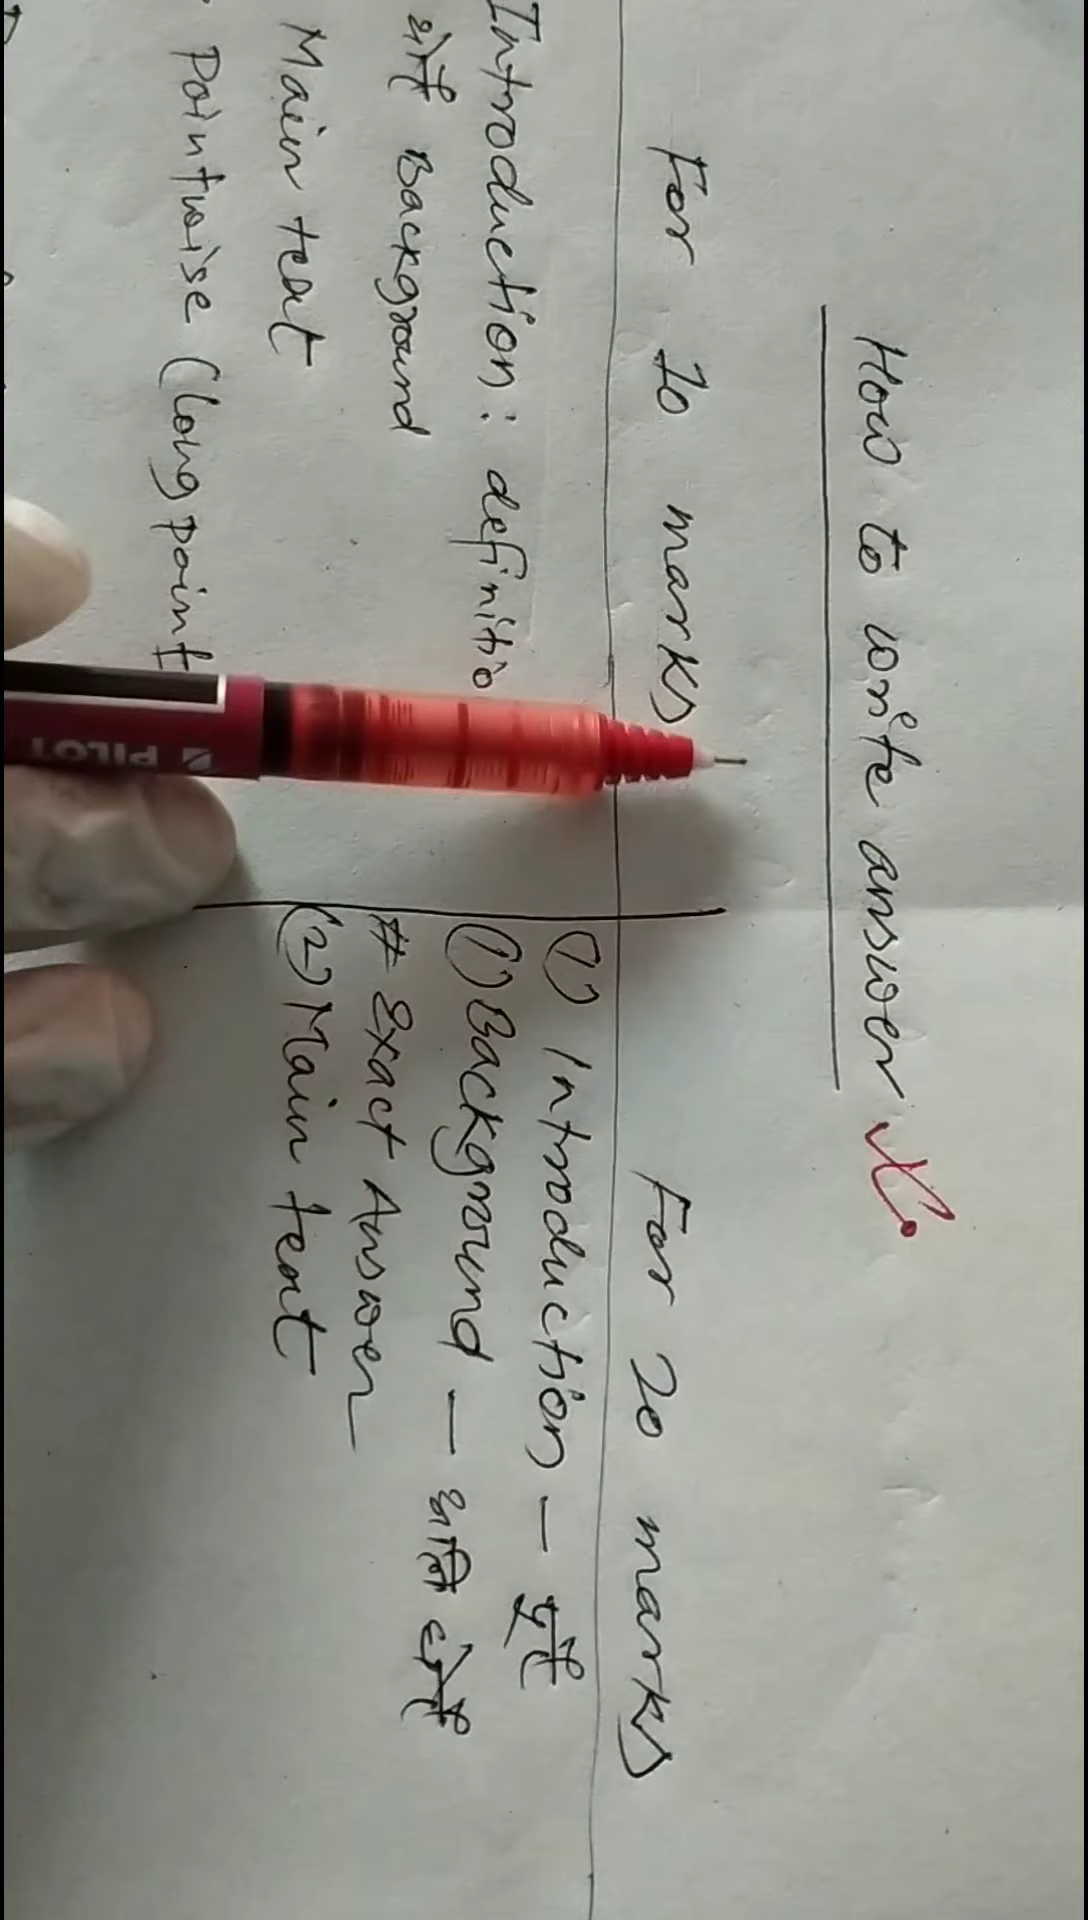 How to write answer
For 10 marks
For 20 marks
Introduction: definitio
Background
Main text
Pointwise (long point
(1) Introduction –
(1) Background –
# Exact Answer
(2) Main text
PILOT